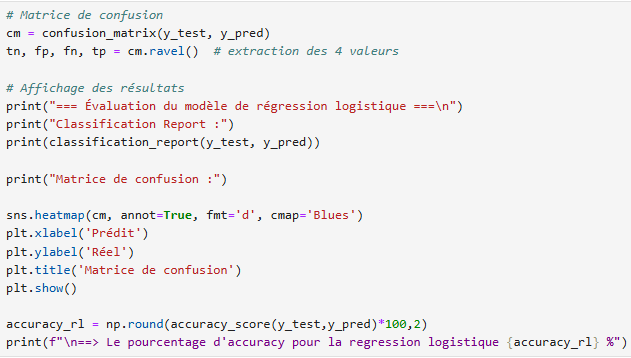 # Matrice de confusion
cm = confusion_matrix(y_test, y_pred)
tn, fp, fn, tp = cm.ravel()  # extraction des 4 valeurs

# Affichage des résultats
print("=== Évaluation du modèle de régression logistique ===\n")
print("Classification Report :")
print(classification_report(y_test, y_pred))

print("Matrice de confusion :")

sns.heatmap(cm, annot=True, fmt='d', cmap='Blues')
plt.xlabel('Prédit')
plt.ylabel('Réel')
plt.title('Matrice de confusion')
plt.show()

accuracy_rl = np.round(accuracy_score(y_test,y_pred)*100,2)
print(f"\n==> Le pourcentage d'accuracy pour la regression logistique {accuracy_rl} %")